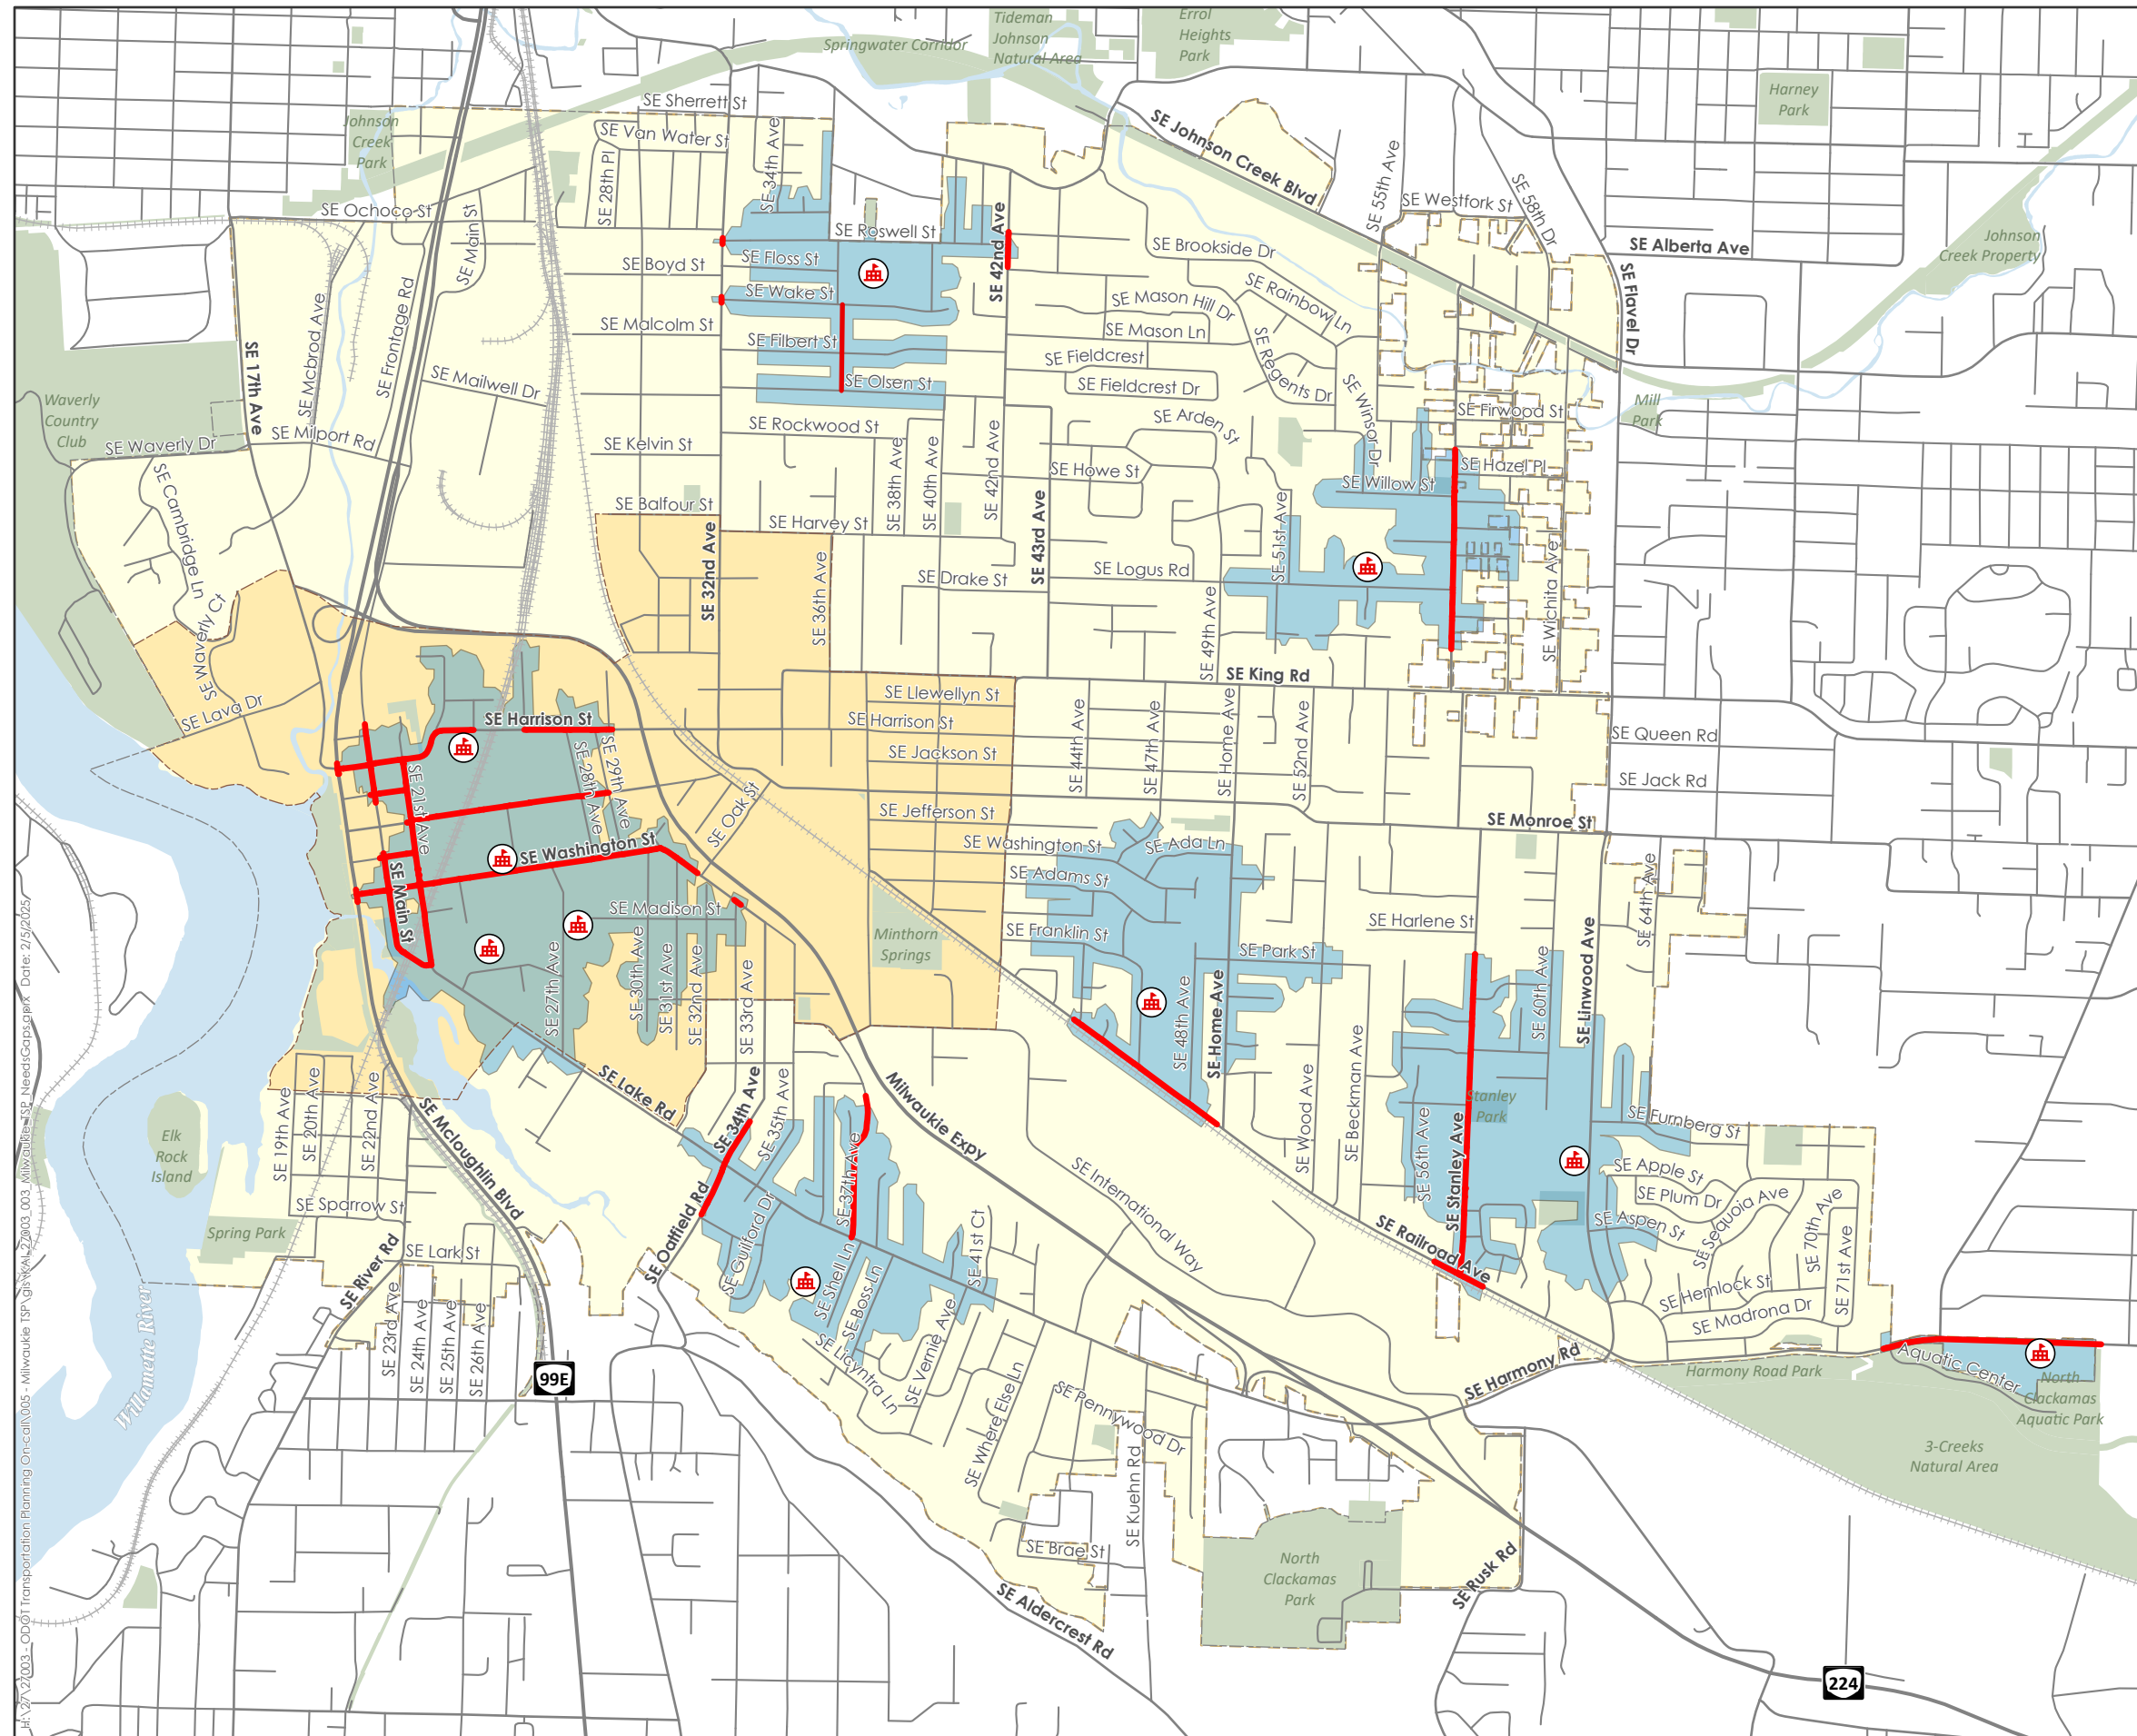 Springwater Corridor
Tideman
Johnson
Natural Area
Errol
Heights
Park
Harney
Park
Johnson
Creek
Park
SE Sherrett St
SE Van Water St
SE 34th Ave
SE 28th Pl
SE Johnson Creek Blvd
SE 55th Ave
SE Westfork St
SE 58th Dr
SE Alberta Ave
Johnson
Creek Property
SE Ochoco St
SE Main St
SE Roswell St
SE 42nd Ave
SE Brookside Dr
SE Floss St
SE Boyd St
SE Wake St
SE Malcolm St
SE Filbert St
SE Olsen St
SE Mason Hill Dr
SE Rainbow Ln
SE Mason Ln
SE Fieldcrest
SE Fieldcrest Dr
SE Regents Dr
SE Flavel Dr
SE 17th Ave
SE Mcbrod Ave
SE Frontage Rd
SE Mailwell Dr
Waverly
Country
Club
SE Waverly Dr
SE Milport Rd
SE Kelvin St
SE Rockwood St
SE 38th Ave
SE 40th Ave
SE 42nd Ave
SE Arden St
SE Howe St
SE Winsor Dr
SE Firwood St
SE Hazel Pl
SE Willow St
Mill
Park
SE Cambridge Ln
SE Balfour St
SE Harvey St
SE 32nd Ave
SE 36th Ave
SE 43rd Ave
SE Drake St
SE Logus Rd
SE 51st Ave
SE 49th Ave
SE Wichita Ave
SE Waverly Ct
SE Lava Dr
SE King Rd
SE Llewellyn St
SE Harrison St
SE Harrison St
SE Jackson St
SE 44th Ave
SE 47th Ave
SE Home Ave
SE 52nd Ave
SE Queen Rd
SE Jack Rd
SE 21st Ave
SE 28th Ave
SE 29th Ave
SE Oak St
SE Jefferson St
SE Monroe St
SE Washington St
SE Washington St
SE Ada Ln
SE Adams St
SE Main St
SE Madison St
Minthorn
Springs
SE Franklin St
SE Park St
SE Harlene St
SE 64th Ave
SE Linwood Ave
SE 60th Ave
SE 27th Ave
SE 30th Ave
SE 31st Ave
SE 32nd Ave
SE 33rd Ave
SE 48th Ave
SE Home Ave
SE Wood Ave
SE Beckman Ave
SE 56th Ave
SE Stanley Ave
Stanley
Park
SE Furnberg St
SE Apple St
SE Plum Dr
SE Sequoia Ave
SE Aspen St
SE 70th Ave
SE 71st Ave
SE Hemlock St
SE Madrona Dr
Elk
Rock
Island
SE 19th Ave
SE 20th Ave
SE 22nd Ave
SE Mcloughlin Blvd
SE Lake Rd
SE 34th Ave
SE 35th Ave
SE 37th Ave
Milwaukie Expy
SE International Way
SE Railroad Ave
SE Sparrow St
Spring Park
SE Lark St
SE River Rd
SE Oatfield Rd
SE Guilford Dr
SE Shell Ln
SE Boss Ln
SE 41st Ct
SE Licyntra Ln
SE Vernie Ave
SE Where Else Ln
SE Pennywood Dr
SE Kuehn Rd
SE Harmony Rd
Harmony Road Park
Aquatic Center
North
Clackamas
Aquatic Park
3-Creeks
Natural Area
SE 23rd Ave
SE 24th Ave
SE 25th Ave
SE 26th Ave
99E
Willamette River
SE Brae St
SE Aldercrest Rd
North
Clackamas
Park
SE Rusk Rd
224
H:\27\27003 - ODOT Transportation Planning On-call\005 - Milwaukie TSP\gis\KAI_27003_003_Milwaukie_TSP_NeedsGaps.aprx Date: 2/5/2025